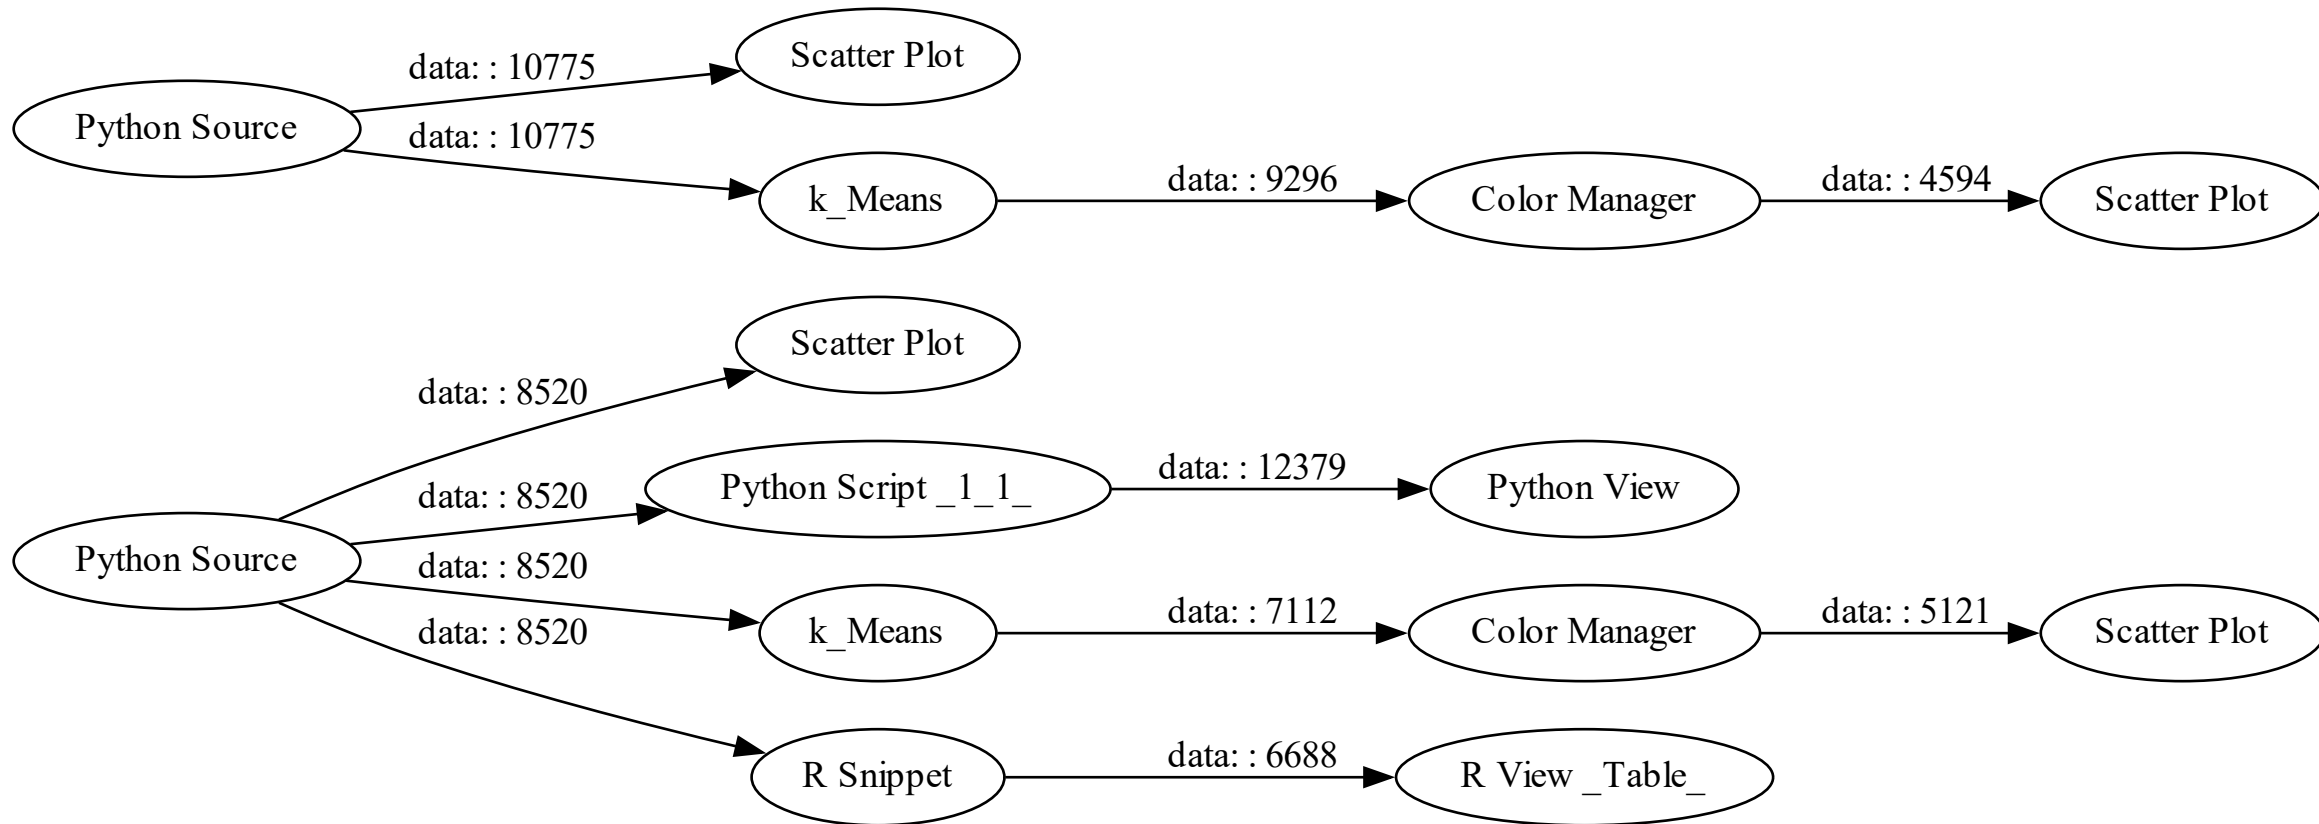 Scatter Plot
data: : 10775
Python Source
data: : 10775
k_Means
data: : 9296
Color Manager
data: : 4594
Scatter Plot
Scatter Plot
data: : 8520
Python Script _1_1_
data: : 12379
Python View
data: : 8520
Python Source
data: : 8520
k_Means
data: : 7112
Color Manager
data: : 5121
Scatter Plot
data: : 8520
R Snippet
data: : 6688
R View _Table_